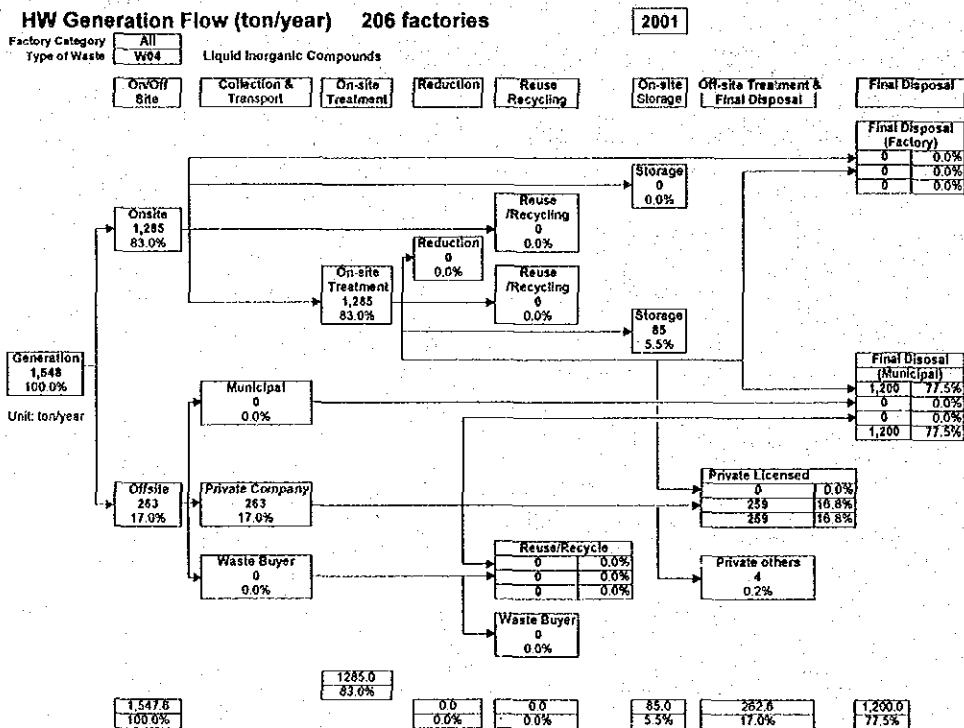 HW Generation Flow (ton/year) 206 factories 2001
Factory Category All
Type of Waste W04 Liquid Inorganic Compounds
On/Off Site
Collection & Transport
On-site Treatment
Reduction
Reuse Recycling
On-site Storage
Off-site Treatment & Final Disposal
Final Disposal
Final Disposal
(Factory)
0 0.0%
0 0.0%
0 0.0%
Storage
0
0.0%
Onsite
1,285
83.0%
Reuse
/Recycling
0
0.0%
Reduction
0
0.0%
On-site
Treatment
1,285
83.0%
Reuse
/Recycling
0
0.0%
Storage
85
5.5%
Generation
1,548
100.0%
Unit: ton/year
Final Disosal
(Municipal)
1,200 77.5%
0 0.0%
0 0.0%
1,200 77.5%
Municipal
0
0.0%
Offsite
263
17.0%
Private Company
263
17.0%
Private Licensed
0 0.0%
259 16.8%
259 16.8%
Waste Buyer
0
0.0%
Reuse/Recycle
0 0.0%
0 0.0%
0 0.0%
Private others
4
0.2%
Waste Buyer
0
0.0%
1285.0
83.0%
1,547.6 0.0 0.0 85.0 262.6 1,200.0
100.0% 0.0% 0.0% 5.5% 17.0% 77.5%